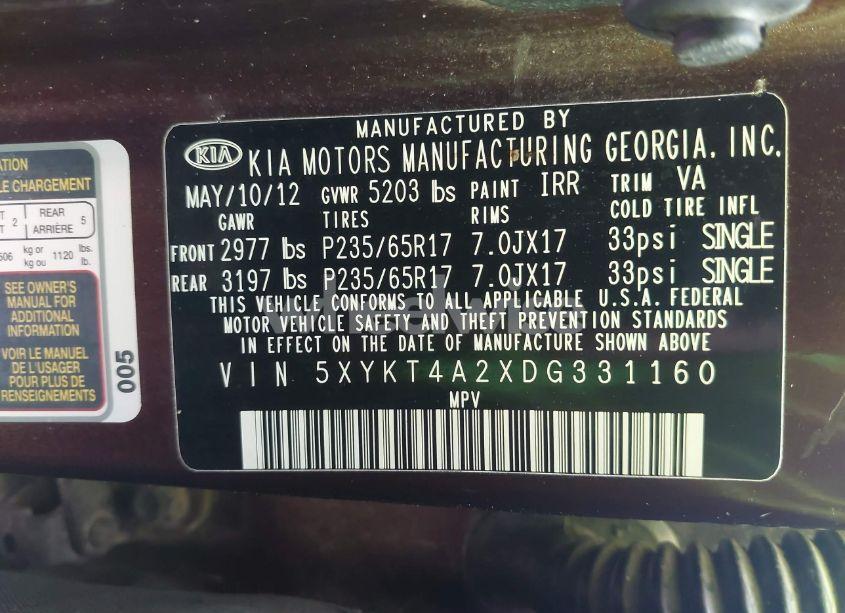 ATION
LE CHARGEMENT
2 REAR 5
ARRIÈRE
506 kg or 1120 lbs.
kg ou lb.
SEE OWNER'S
MANUAL FOR
ADDITIONAL
INFORMATION
VOIR LE MANUEL
DE L'USAGER
POUR PLUS DE
RENSEIGNEMENTS
005
MANUFACTURED BY
KIA KIA MOTORS MANUFACTURING GEORGIA, INC.
MAY/10/12 GVWR 5203 lbs PAINT IRR TRIM VA
GAWR TIRES RIMS COLD TIRE INFL
FRONT 2977 lbs P235/65R17 7.0JX17 33psi SINGLE
REAR 3197 lbs P235/65R17 7.0JX17 33psi SINGLE
THIS VEHICLE CONFORMS TO ALL APPLICABLE U.S.A. FEDERAL
MOTOR VEHICLE SAFETY AND THEFT PREVENTION STANDARDS
IN EFFECT ON THE DATE OF MANUFACTURE SHOWN ABOVE
VIN 5XYKT4A2XDG331160
MPV